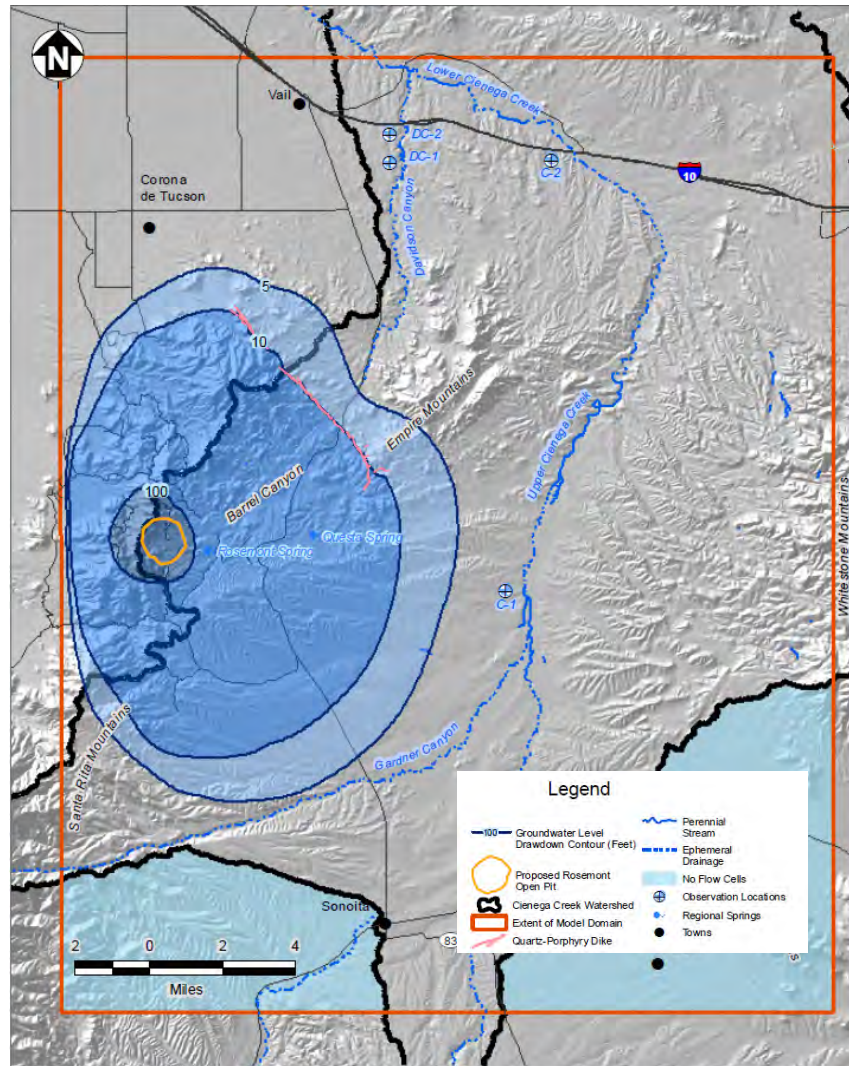 N
Lower Cienega Creek
Vail
DC-2
DC-1
C-2
10
Corona
de Tucson
Davidson Canyon
5
10
Empire Mountains
Upper Cienega Creek
100
Barrel Canyon
Rosemont Spring
Questa Spring
Whitestone Mountains
C-1
Santa Rita Mountains
Gardner Canyon
Sonoita
83
2
0
2
4
Miles
Legend
100
Groundwater Level
Drawdown Contour (Feet)
Proposed Rosemont
Open Pit
Cienega Creek Watershed
Extent of Model Domain
Quartz-Porphyry Dike
Perennial
Stream
Ephemeral
Drainage
No Flow Cells
Observation Locations
Regional Springs
Towns